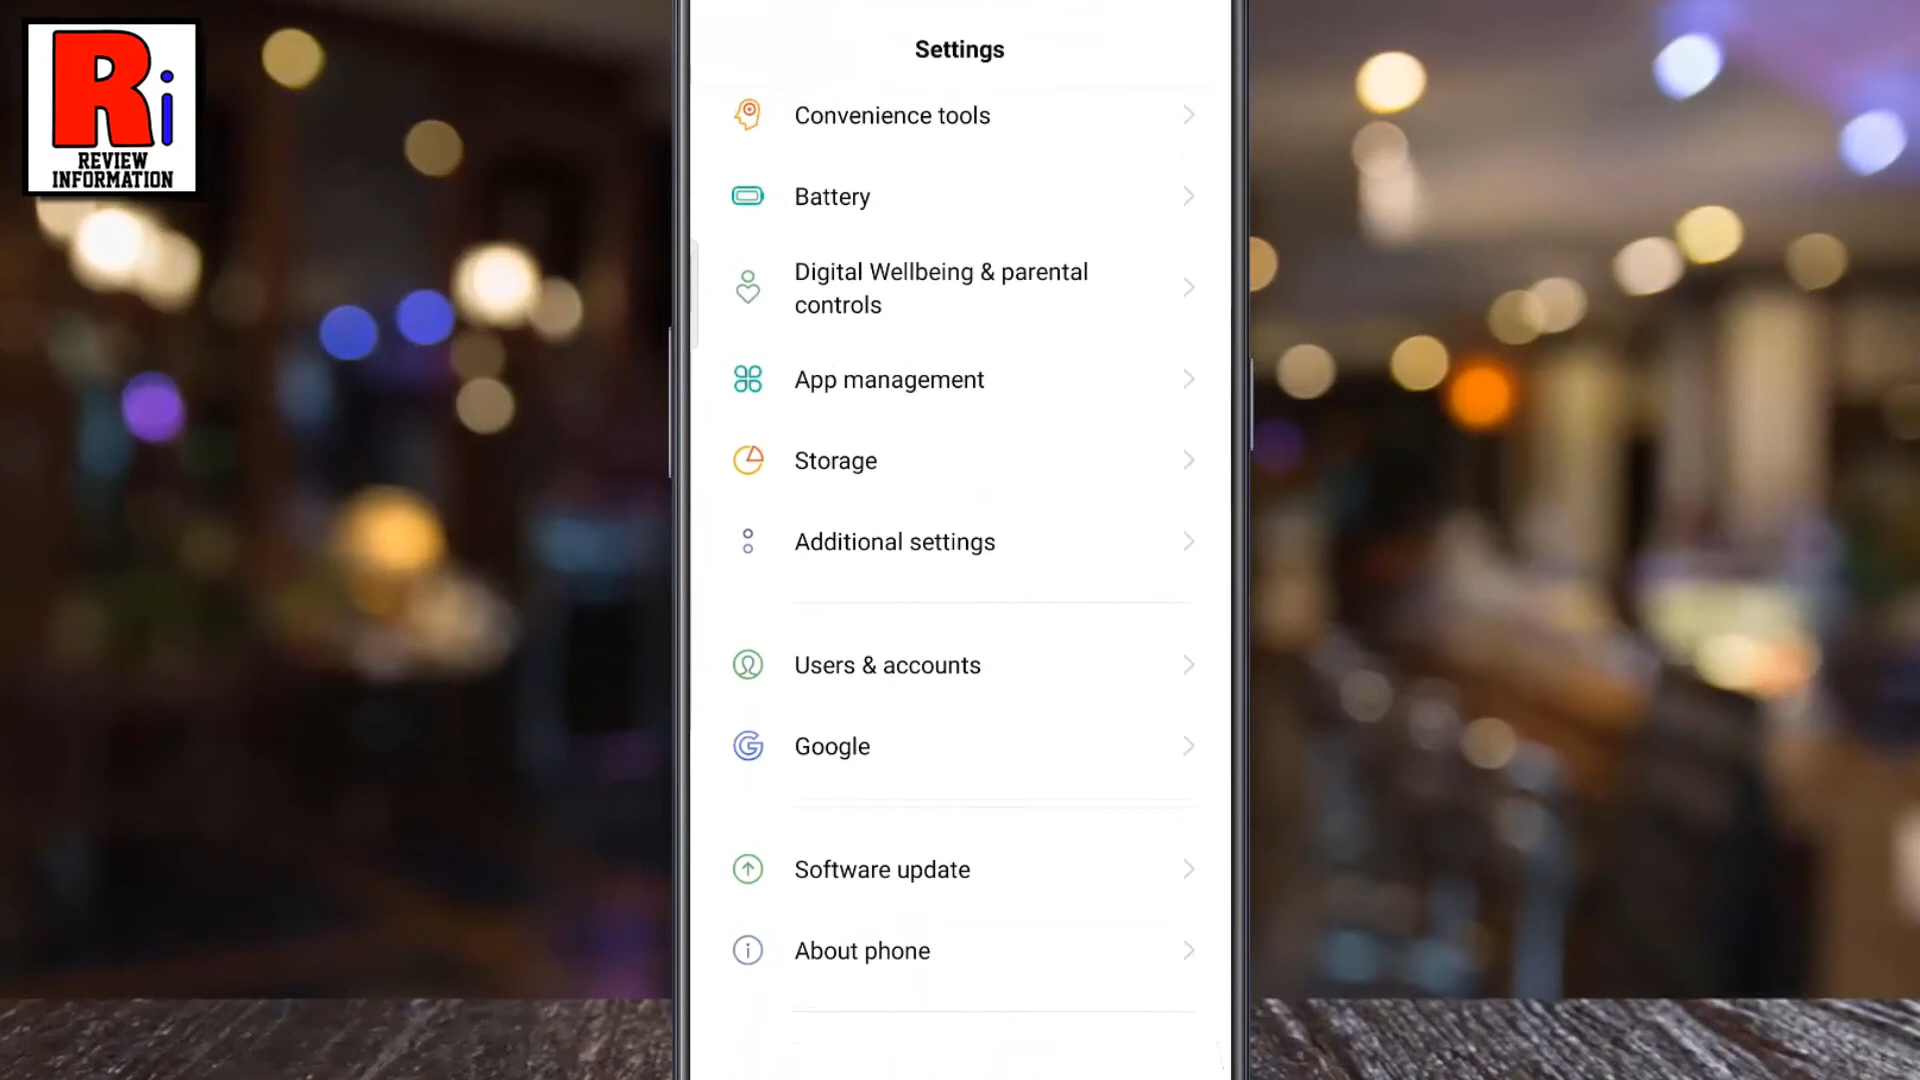 Ri
REVIEW
INFORMATION
Settings
Convenience tools
Battery
Digital Wellbeing & parental
controls
App management
Storage
Additional settings
Users & accounts
Google
Software update
About phone